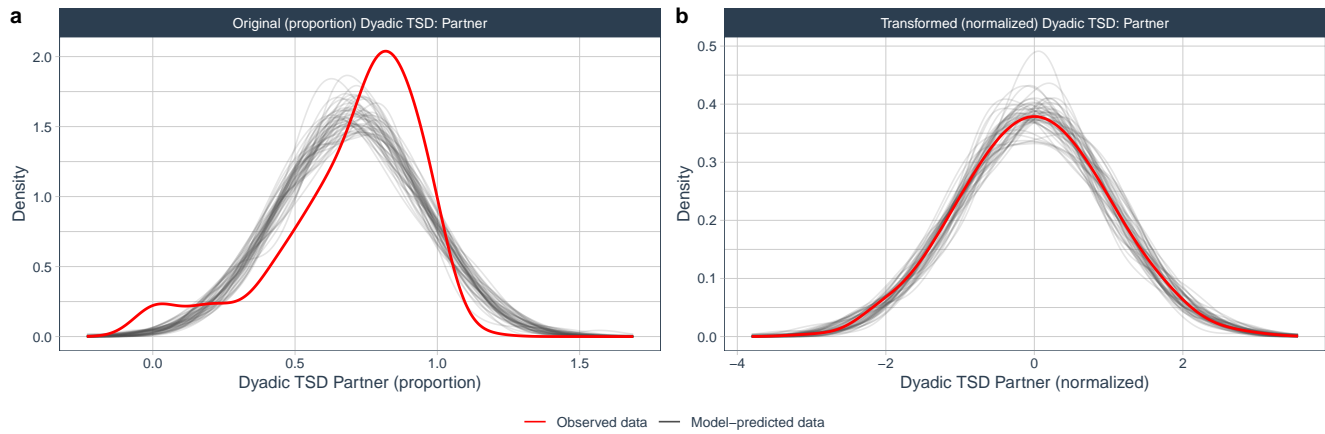 a
Original (proportion) Dyadic TSD: Partner
2.0
1.5
1.0
0.5
0.0
Density
0.0 0.5 1.0 1.5
Dyadic TSD Partner (proportion)
b
Transformed (normalized) Dyadic TSD: Partner
0.5
0.4
0.3
0.2
0.1
0.0
Density
−4 −2 0 2
Dyadic TSD Partner (normalized)
Observed data Model−predicted data